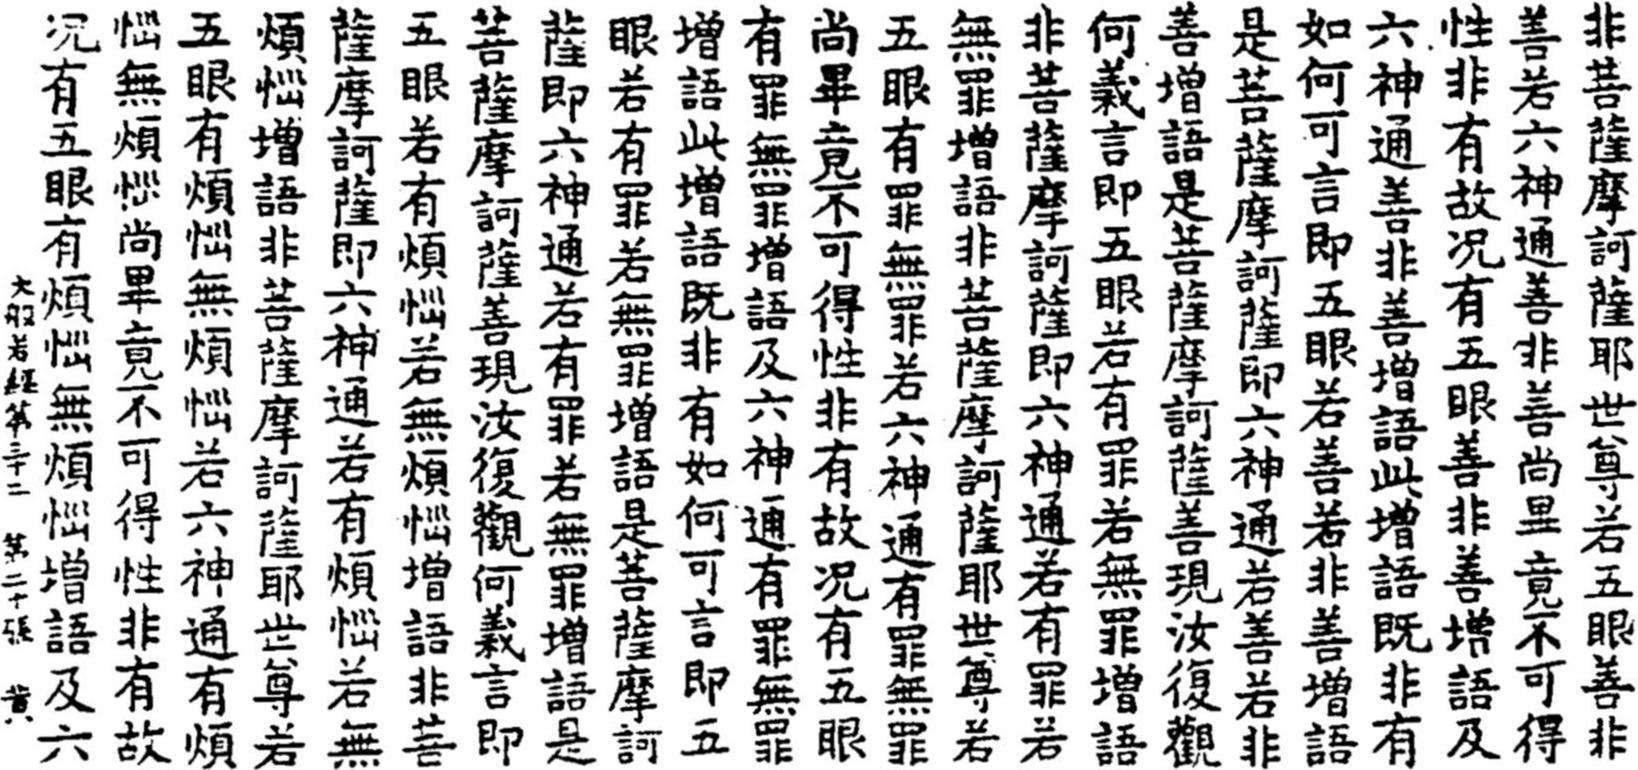 非菩薩摩訶薩耶世尊若五眼善非
善若六神通善非善尚畢竟不可得
性非有故况有五眼善非善增語及
六神通善非善增語此增語既非有
如何可言即五眼若善若非善增語
是菩薩摩訶薩即六神通若善若非
善增語是菩薩摩訶薩善現汝復觀
何義言即五眼若有罪若無罪增語
非菩薩摩訶薩即六神通若有罪若
無罪增語非菩薩摩訶薩耶世尊若
五眼有罪無罪若六神通有罪無罪
尚畢竟不可得性非有故况有五眼
有罪無罪增語及六神通有罪無罪
增語此增語既非有如何可言即五
眼若有罪若無罪增語是菩薩摩訶
薩即六神通若有罪若無罪增語是
菩薩摩訶薩善現汝復觀何義言即
五眼若有煩惱若無煩惱增語非菩
薩摩訶薩即六神通若有煩惱若無
煩惱增語非菩薩摩訶薩耶世尊若
五眼有煩惱無煩惱若六神通有煩
惱無煩惱尚畢竟不可得性非有故
况有五眼有煩惱無煩惱增語及六
大般若經第三十二 第二十張 黄